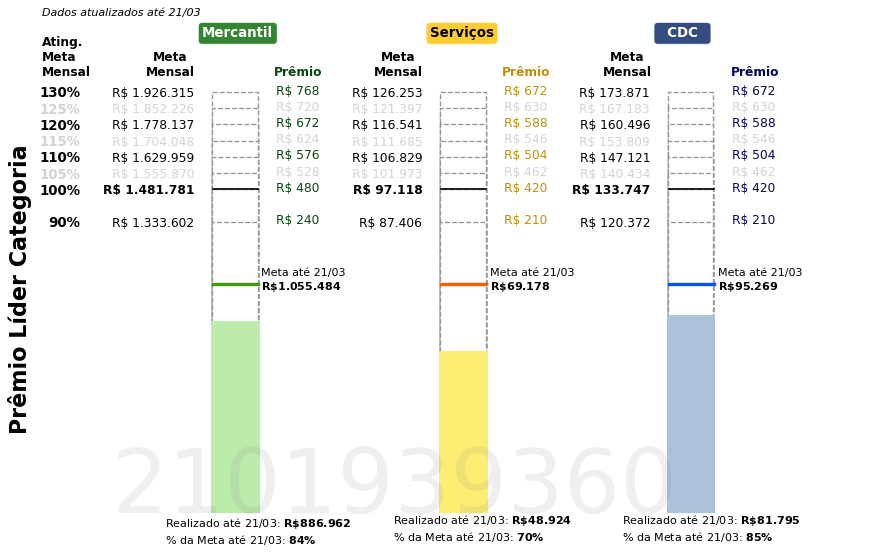 Dados atualizados até 21/03
Mercantil Serviços CDC
Ating. Meta Mensal Meta Mensal Prêmio Meta Mensal Prêmio Meta Mensal Prêmio
130% R$ 1.926.315 R$ 768 R$ 126.253 R$ 672 R$ 173.871 R$ 672
125% R$ 1.852.226 R$ 720 R$ 121.397 R$ 630 R$ 167.183 R$ 630
120% R$ 1.778.137 R$ 672 R$ 116.541 R$ 588 R$ 160.496 R$ 588
115% R$ 1.704.048 R$ 624 R$ 111.685 R$ 546 R$ 153.809 R$ 546
110% R$ 1.629.959 R$ 576 R$ 106.829 R$ 504 R$ 147.121 R$ 504
105% R$ 1.555.870 R$ 528 R$ 101.973 R$ 462 R$ 140.434 R$ 462
100% R$ 1.481.781 R$ 480 R$ 97.118 R$ 420 R$ 133.747 R$ 420
90% R$ 1.333.602 R$ 240 R$ 87.406 R$ 210 R$ 120.372 R$ 210
Meta até 21/03 Meta até 21/03 Meta até 21/03
R$1.055.484 R$69.178 R$95.269
Prêmio Líder Categoria
2101939360
Realizado até 21/03: R$886.962 Realizado até 21/03: R$48.924 Realizado até 21/03: R$81.795
% da Meta até 21/03: 84% % da Meta até 21/03: 70% % da Meta até 21/03: 85%